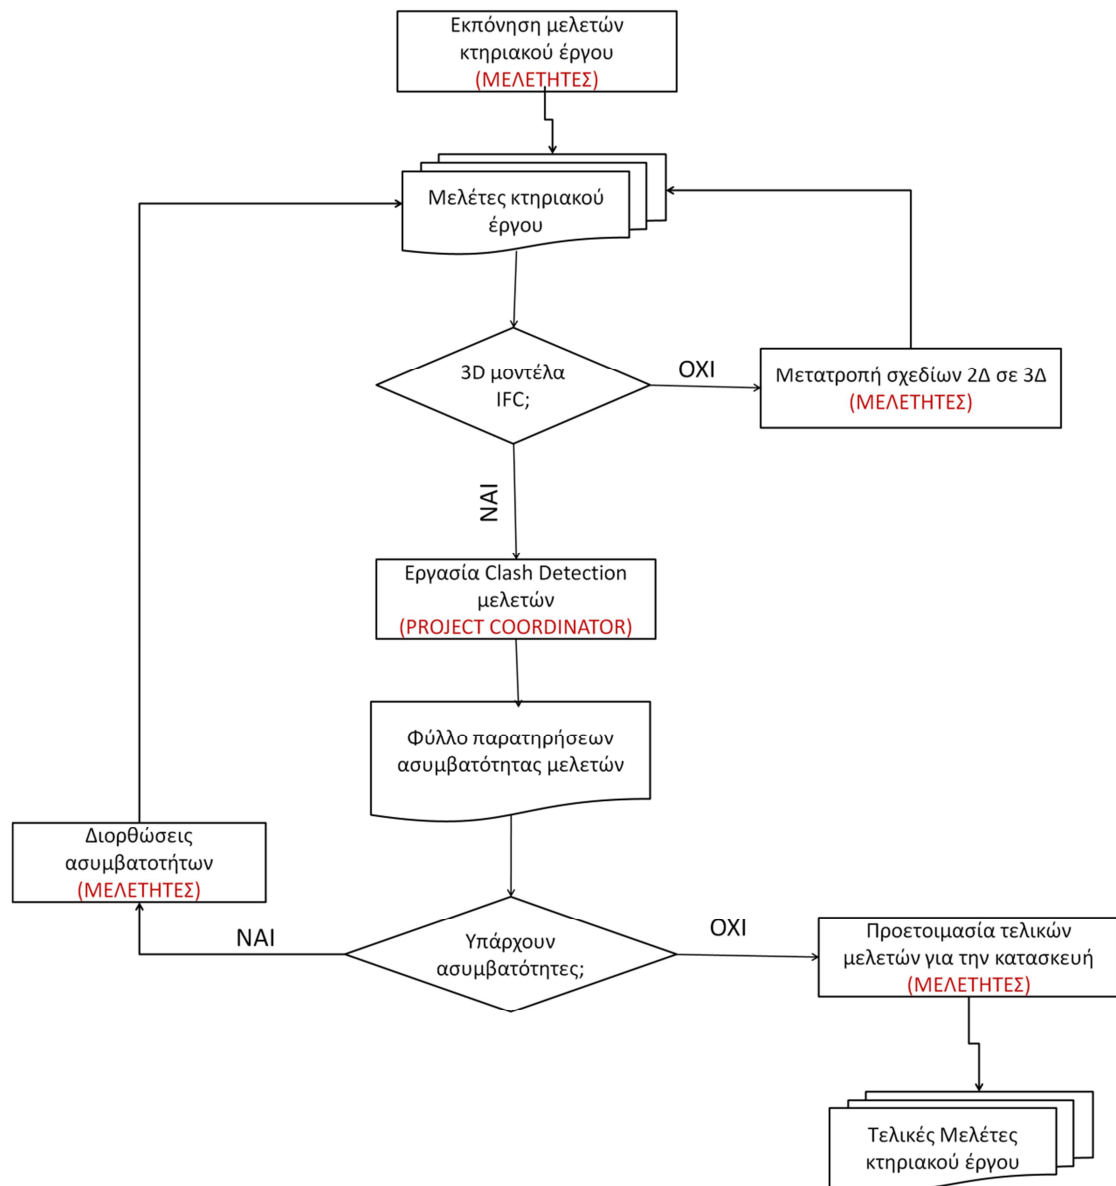 Εκπόνηση μελετών
κτηριακού έργου
(ΜΕΛΕΤΗΤΕΣ)
Μελέτες κτηριακού
έργου
3D μοντέλα
IFC;
ΟΧΙ
Μετατροπή σχεδίων 2Δ σε 3Δ
(ΜΕΛΕΤΗΤΕΣ)
ΝΑΙ
Εργασία Clash Detection
μελετών
(PROJECT COORDINATOR)
Φύλλο παρατηρήσεων
ασυμβατότητας μελετών
Διορθώσεις
ασυμβατοτήτων
(ΜΕΛΕΤΗΤΕΣ)
ΝΑΙ
Υπάρχουν
ασυμβατότητες;
ΟΧΙ
Προετοιμασία τελικών
μελετών για την κατασκευή
(ΜΕΛΕΤΗΤΕΣ)
Τελικές Μελέτες
κτηριακού έργου